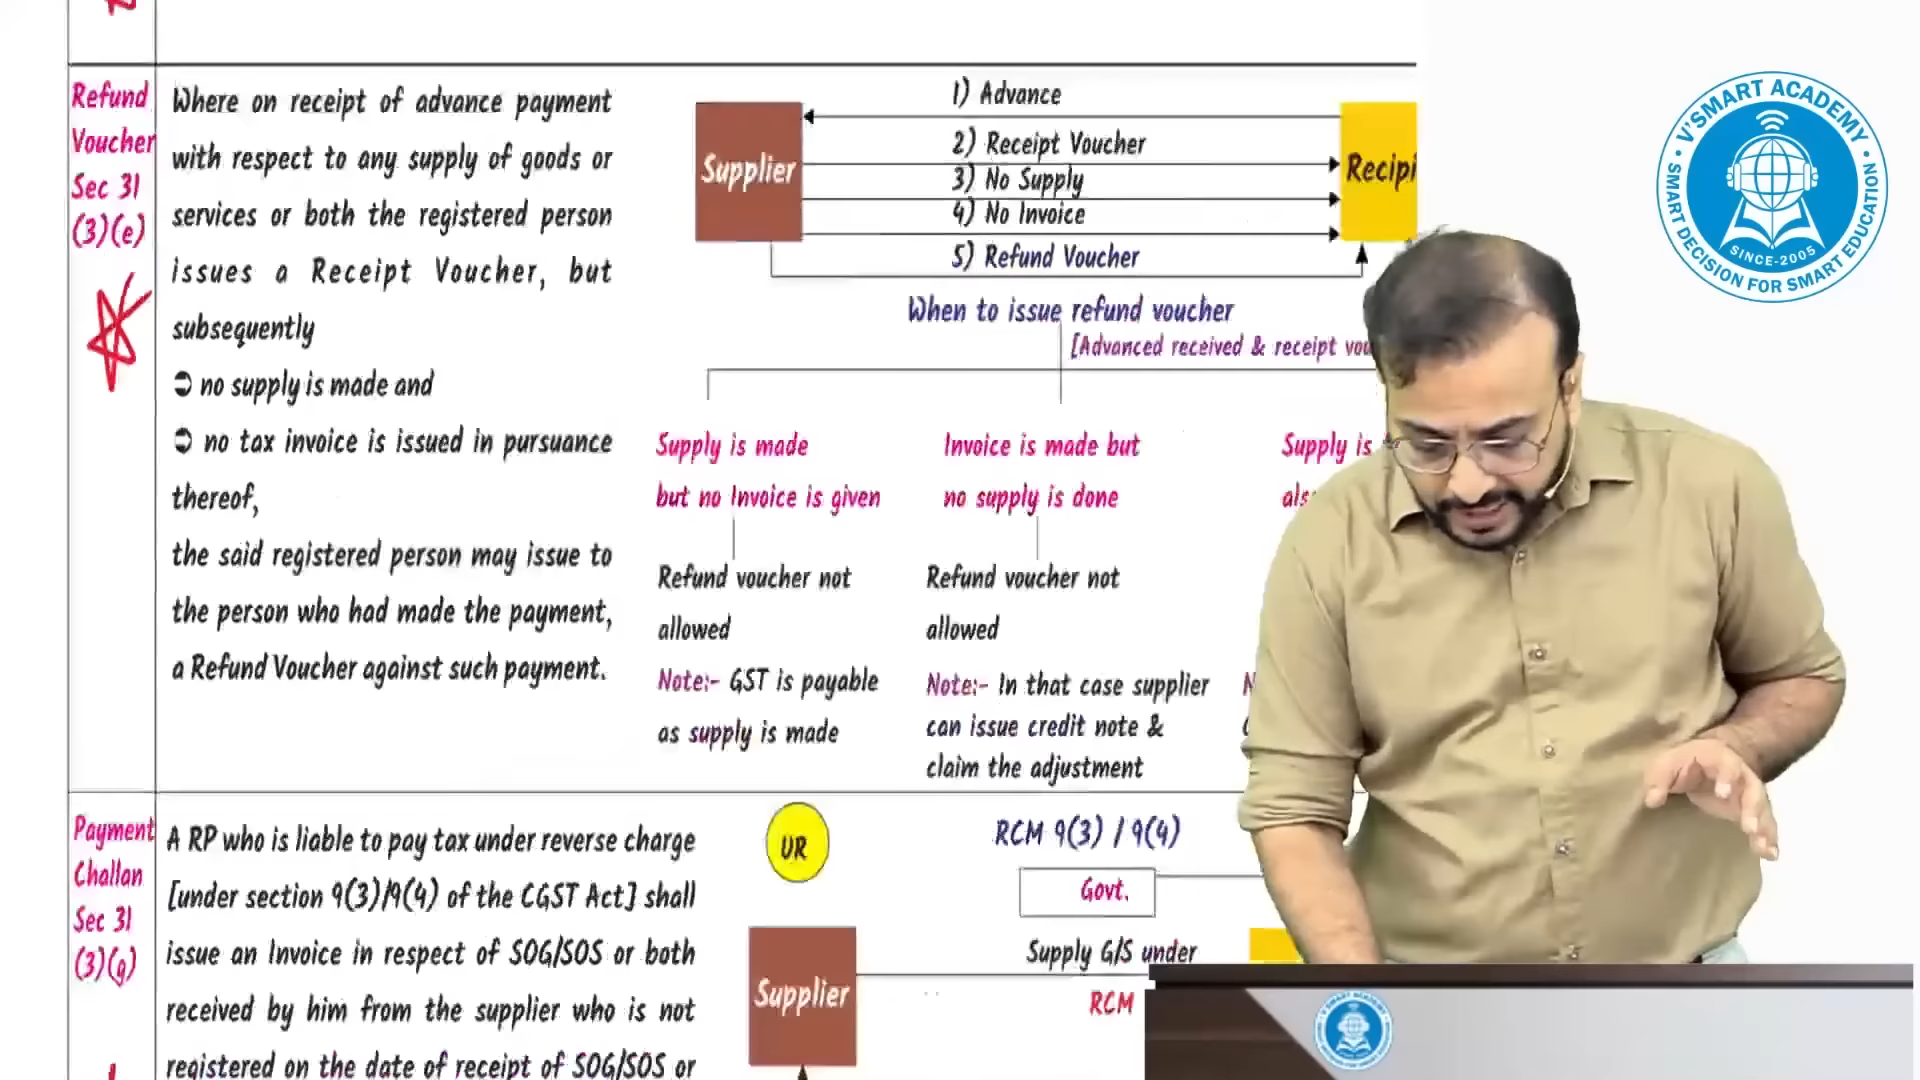 Refund
Voucher
Sec 31
(3)(e)
Where on receipt of advance payment
with respect to any supply of goods or
services or both the registered person
issues a Receipt Voucher, but
subsequently
➲ no supply is made and
➲ no tax invoice is issued in pursuance
thereof,
the said registered person may issue to
the person who had made the payment,
a Refund Voucher against such payment.
1) Advance
2) Receipt Voucher
3) No Supply
4) No Invoice
5) Refund Voucher
Supplier
Recipi
When to issue refund voucher
[Advanced received & receipt vou
Supply is made
but no Invoice is given
Refund voucher not
allowed
Note:- GST is payable
as supply is made
Invoice is made but
no supply is done
Refund voucher not
allowed
Note:- In that case supplier
can issue credit note &
claim the adjustment
Supply is
als
N
Payment
Challan
Sec 31
(3)(g)
A RP who is liable to pay tax under reverse charge
[under section 9(3)/9(4) of the CGST Act] shall
issue an Invoice in respect of SOG/SOS or both
received by him from the supplier who is not
registered on the date of receipt of SOG/SOS or
UR
RCM 9(3) / 9(4)
Govt.
Supply G/S under
RCM
Supplier
V'SMART ACADEMY
SINCE-2005
SMART DECISION FOR SMART EDUCATION